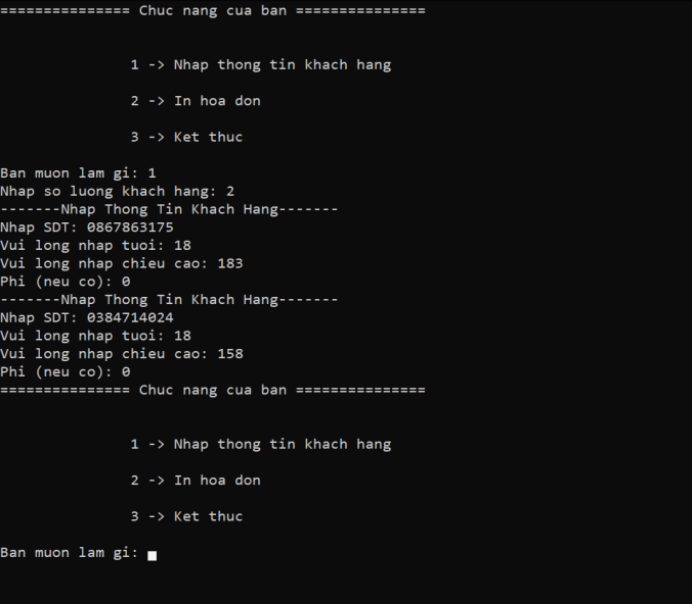 =============== Chuc nang cua ban ===============
1 -> Nhap thong tin khach hang
2 -> In hoa don
3 -> Ket thuc
Ban muon lam gi: 1
Nhap so luong khach hang: 2
-------Nhap Thong Tin Khach Hang-------
Nhap SDT: 0867863175
Vui long nhap tuoi: 18
Vui long nhap chieu cao: 183
Phi (neu co): 0
-------Nhap Thong Tin Khach Hang-------
Nhap SDT: 0384714024
Vui long nhap tuoi: 18
Vui long nhap chieu cao: 158
Phi (neu co): 0
=============== Chuc nang cua ban ===============
1 -> Nhap thong tin khach hang
2 -> In hoa don
3 -> Ket thuc
Ban muon lam gi: